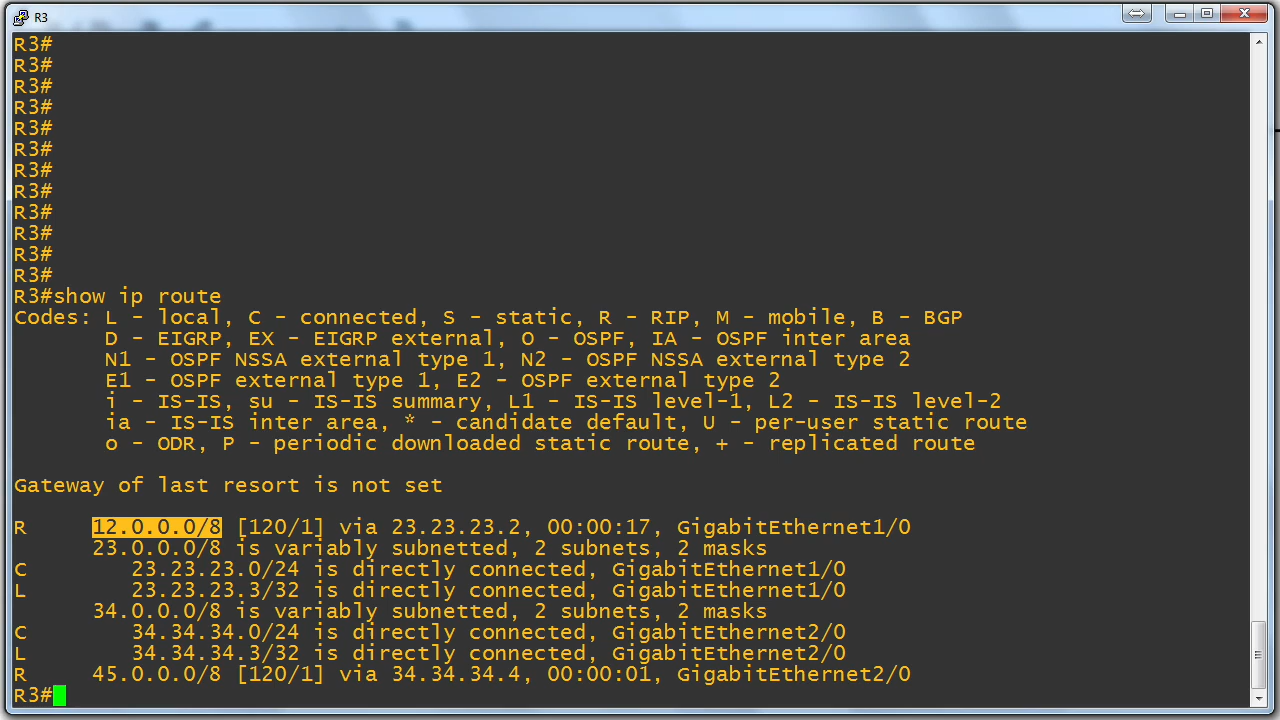 R3
R3#
R3#
R3#
R3#
R3#
R3#
R3#
R3#
R3#
R3#
R3#
R3#
R3#show ip route
Codes: L - local, C - connected, S - static, R - RIP, M - mobile, B - BGP
       D - EIGRP, EX - EIGRP external, O - OSPF, IA - OSPF inter area
       N1 - OSPF NSSA external type 1, N2 - OSPF NSSA external type 2
       E1 - OSPF external type 1, E2 - OSPF external type 2
       i - IS-IS, su - IS-IS summary, L1 - IS-IS level-1, L2 - IS-IS level-2
       ia - IS-IS inter area, * - candidate default, U - per-user static route
       o - ODR, P - periodic downloaded static route, + - replicated route
Gateway of last resort is not set
R     12.0.0.0/8 [120/1] via 23.23.23.2, 00:00:17, GigabitEthernet1/0
      23.0.0.0/8 is variably subnetted, 2 subnets, 2 masks
C        23.23.23.0/24 is directly connected, GigabitEthernet1/0
L        23.23.23.3/32 is directly connected, GigabitEthernet1/0
      34.0.0.0/8 is variably subnetted, 2 subnets, 2 masks
C        34.34.34.0/24 is directly connected, GigabitEthernet2/0
L        34.34.34.3/32 is directly connected, GigabitEthernet2/0
R     45.0.0.0/8 [120/1] via 34.34.34.4, 00:00:01, GigabitEthernet2/0
R3#